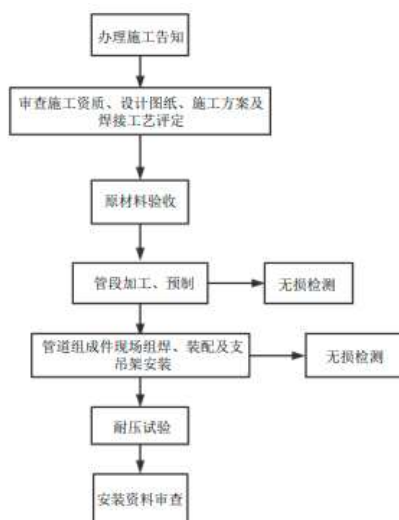 办理施工告知
审查施工资质、设计图纸、施工方案及
焊接工艺评定
原材料验收
管段加工、预制
无损检测
管道组成件现场组焊、装配及支
吊架安装
无损检测
耐压试验
安装资料审查